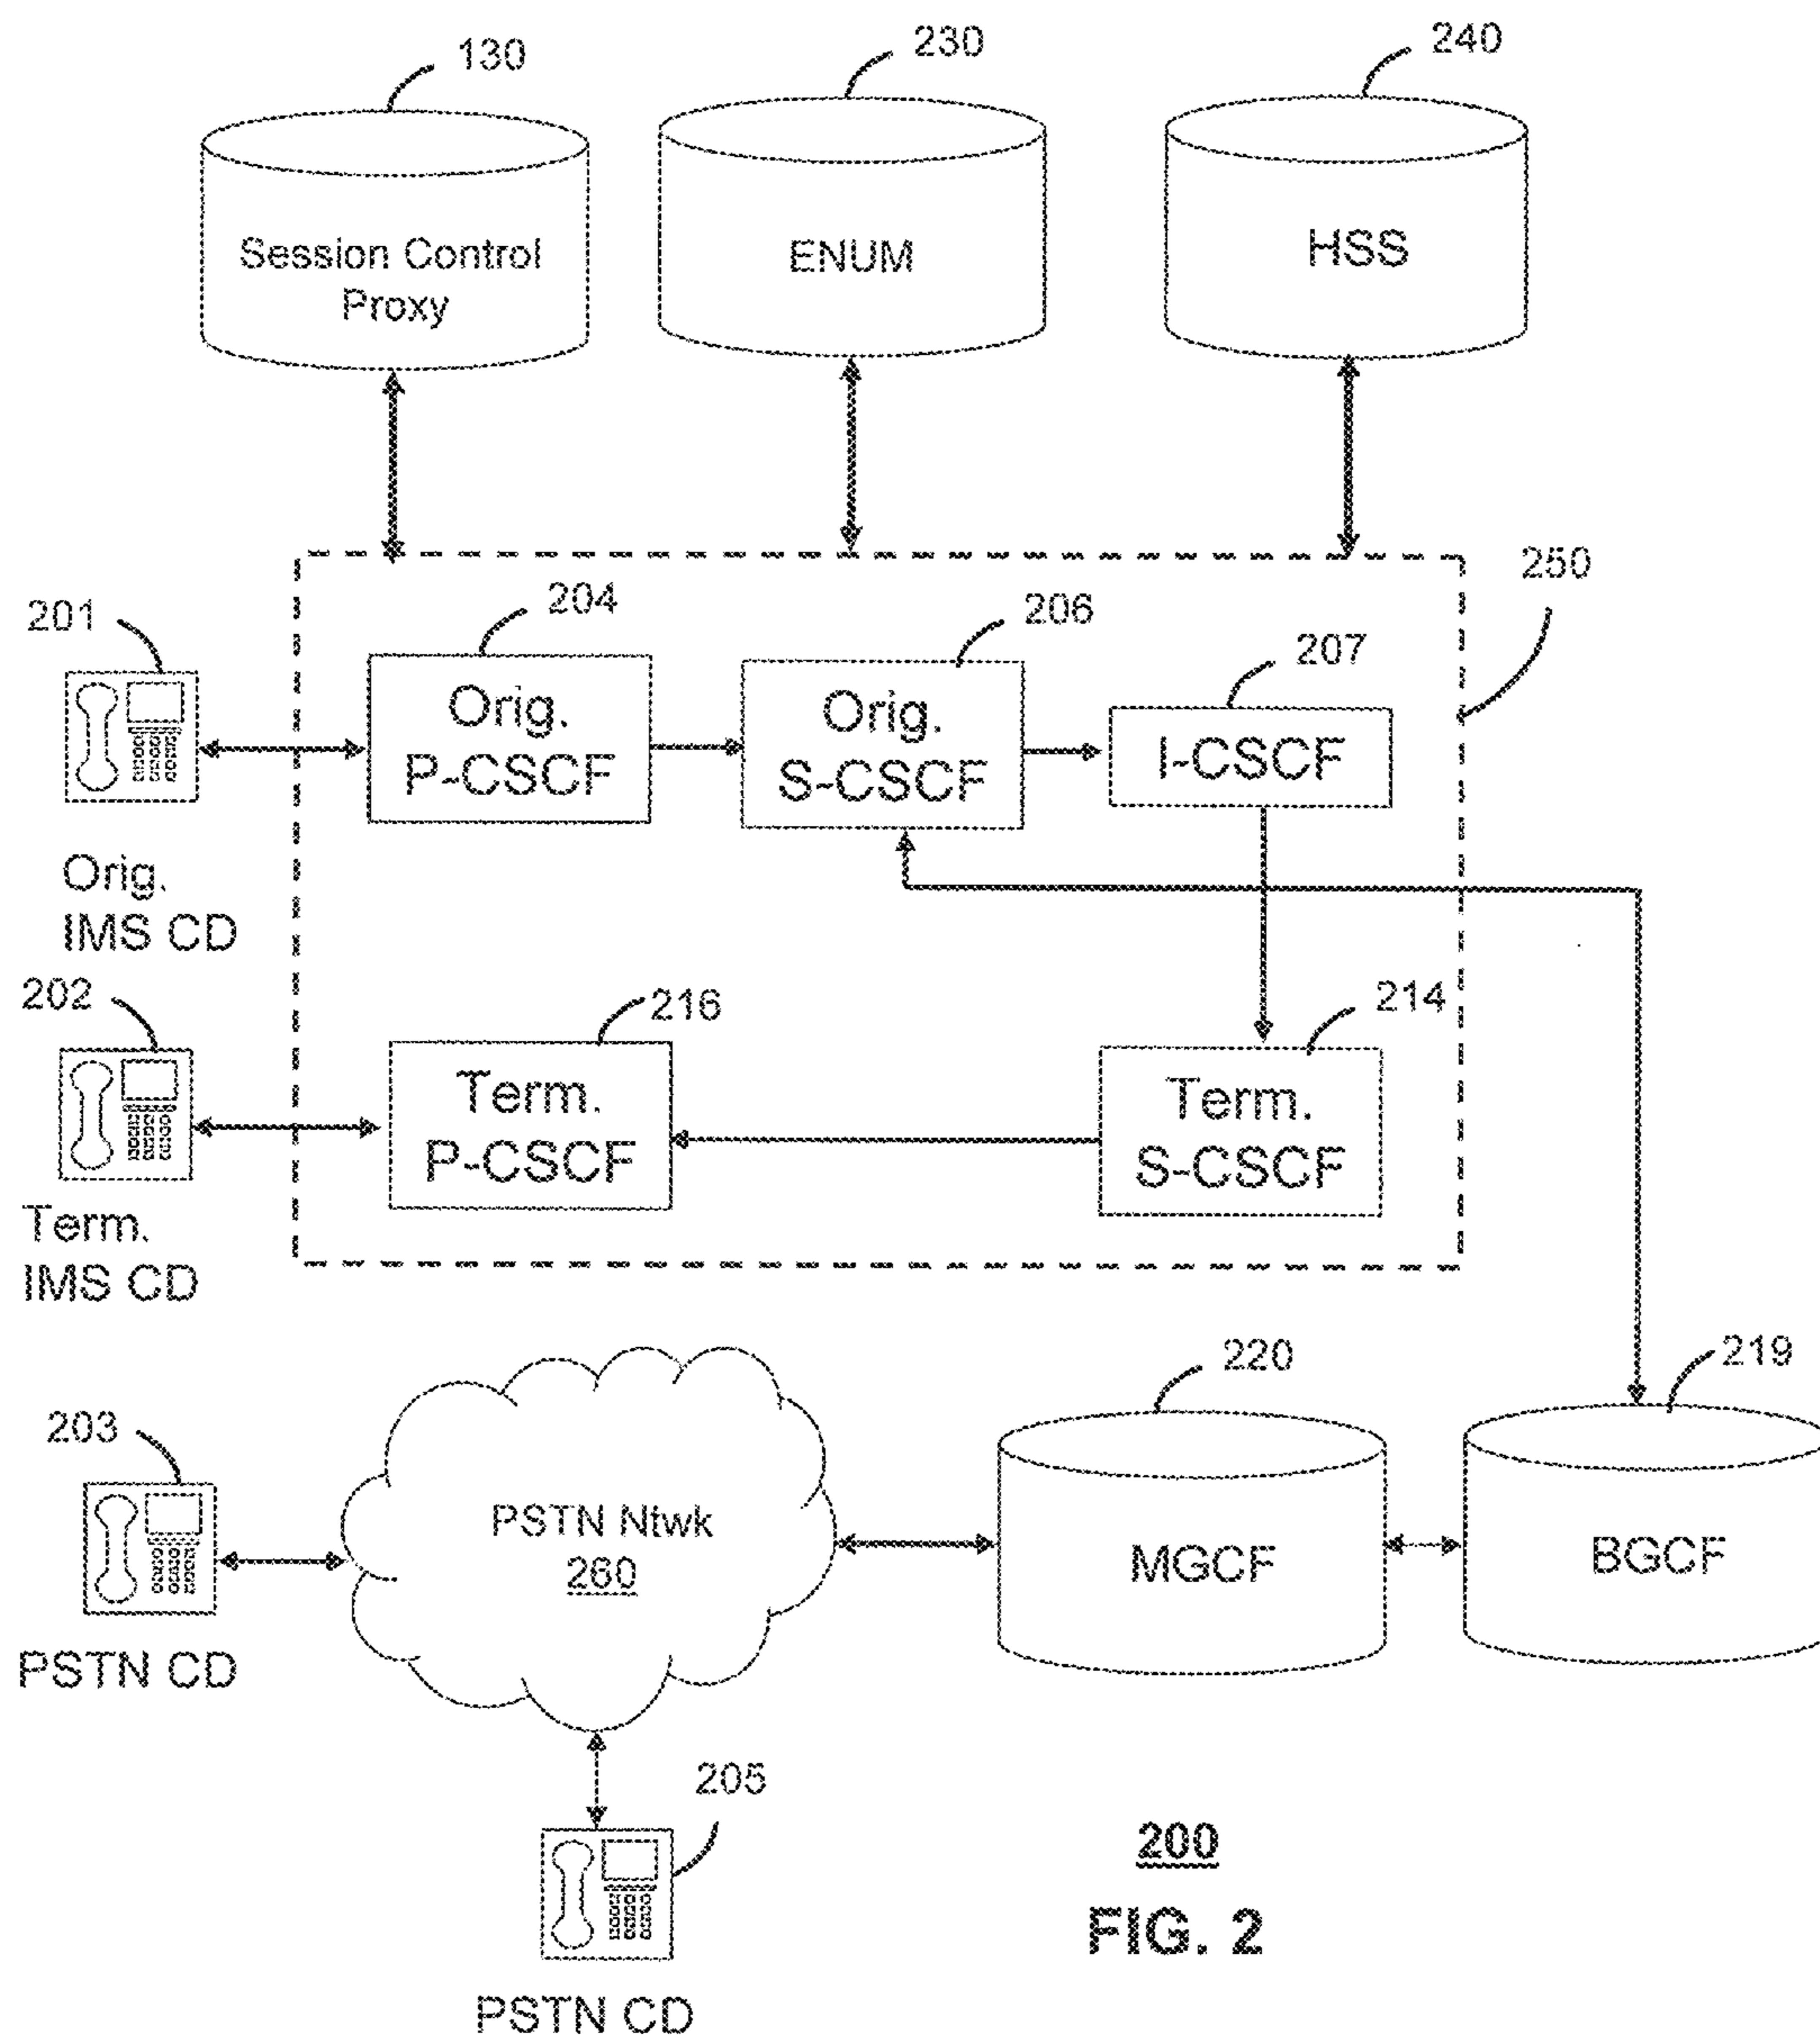 130
230
240
Session Control
Proxy
ENUM
HSS
250
201
204
206
207
Orig.
P-CSCF
Orig.
S-CSCF
I-CSCF
Orig.
IMS CD
202
216
214
Term.
P-CSCF
Term.
S-CSCF
Term.
IMS CD
203
220
219
PSTN Ntwk
260
MGCF
BGCF
PSTN CD
205
PSTN CD
200
FIG. 2